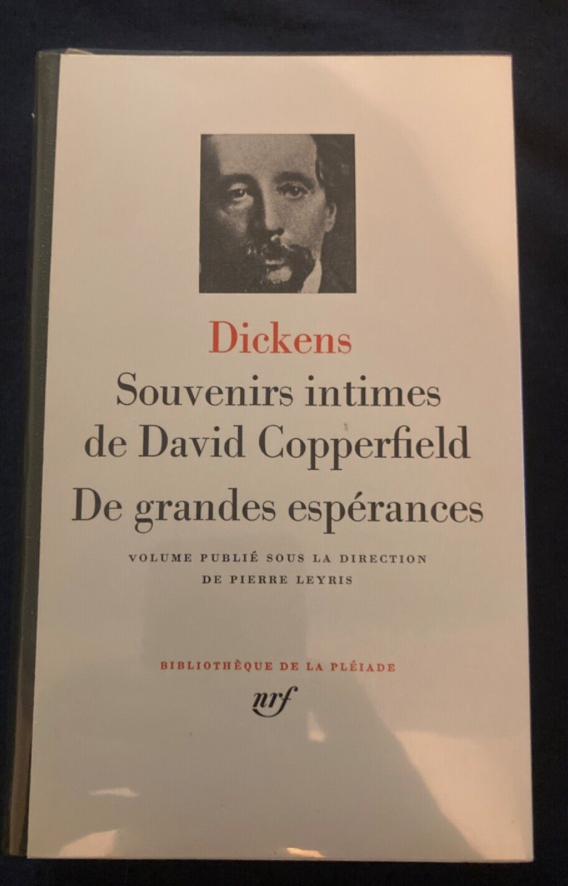 Dickens
Souvenirs intimes
de David Copperfield
De grandes espérances
VOLUME PUBLIÉ SOUS LA DIRECTION
DE PIERRE LEYRIS
BIBLIOTHÈQUE DE LA PLÉIADE
nrf